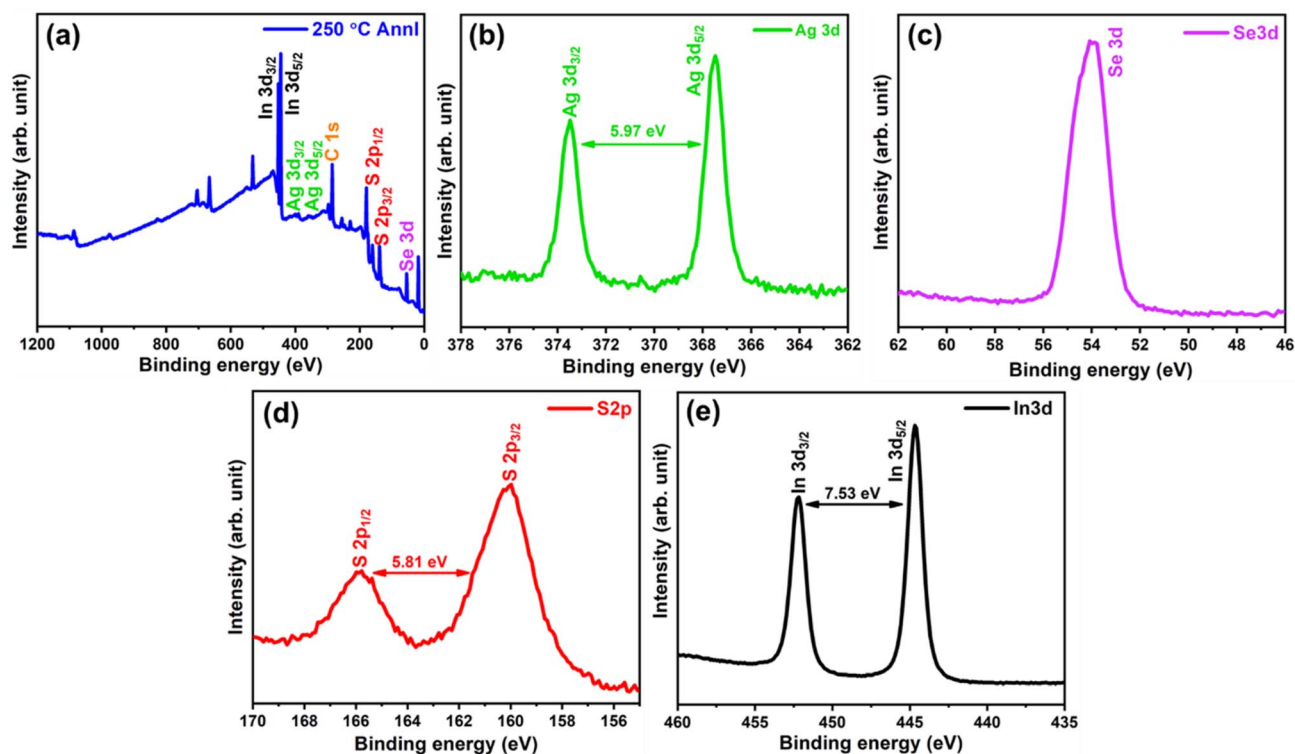 (a)
250 °C Annl
In 3d3/2
In 3d5/2
Ag 3d3/2
Ag 3d5/2
C 1s
S 2p1/2
S 2p3/2
Se 3d
Intensity (arb. unit)
1200 1000 800 600 400 200 0
Binding energy (eV)
(b)
Ag 3d
Ag 3d3/2
Ag 3d5/2
5.97 eV
Intensity (arb. unit)
378 376 374 372 370 368 366 364 362
Binding energy (eV)
(c)
Se3d
Se 3d
Intensity (arb. unit)
62 60 58 56 54 52 50 48 46
Binding energy (eV)
(d)
S2p
S 2p1/2
S 2p3/2
5.81 eV
Intensity (arb. unit)
170 168 166 164 162 160 158 156
Binding energy (eV)
(e)
In3d
In 3d3/2
In 3d5/2
7.53 eV
Intensity (arb. unit)
460 455 450 445 440 435
Binding energy (eV)